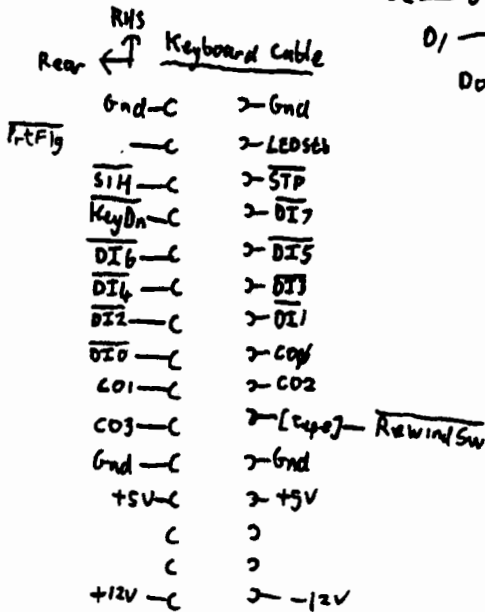 RHS
Rear
Keyboard Cable
D/
Do
Gnd Gnd
PrtFlg LEDStb
SIH STP
KeyDn DI7
DI6 DI5
DI4 DI3
DI2 DI1
DI0 CO0
CO1 CO2
CO3 [tape] RewindSw
Gnd Gnd
+5V +5V
+12V -12V